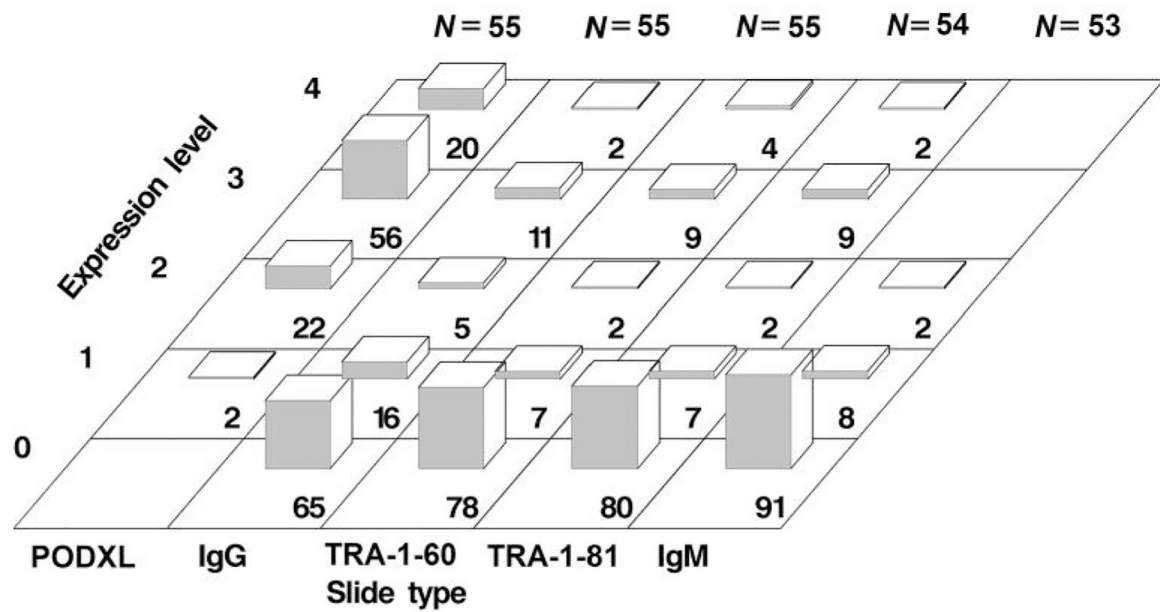 N = 55 N = 55 N = 55 N = 54 N = 53
4
20 2 4 2
Expression level
3
56 11 9 9
2
22 5 2 2 2
1
2 16 7 7 8
0
65 78 80 91
PODXL IgG TRA-1-60 TRA-1-81 IgM
Slide type